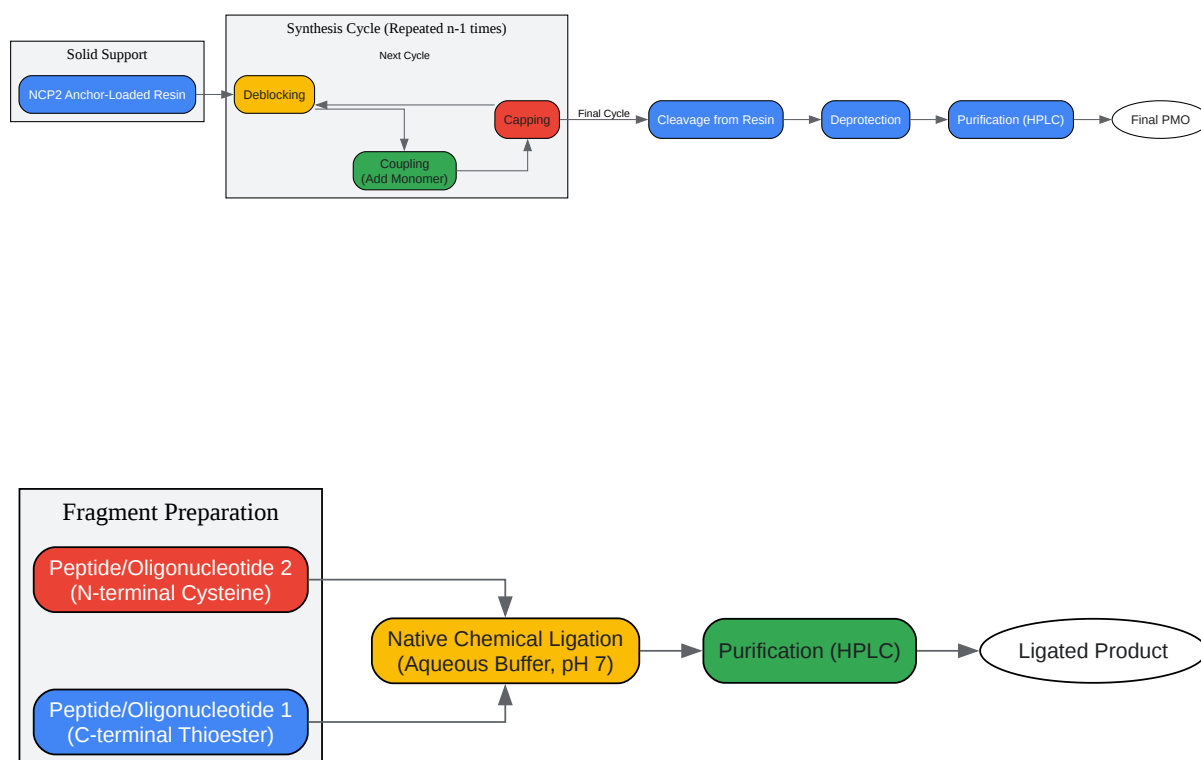 Synthesis Cycle (Repeated n-1 times)
Solid Support
Next Cycle
NCP2 Anchor-Loaded Resin
Deblocking
Capping
Final Cycle
Cleavage from Resin
Deprotection
Purification (HPLC)
Final PMO
Coupling
(Add Monomer)
Fragment Preparation
Peptide/Oligonucleotide 2
(N-terminal Cysteine)
Native Chemical Ligation
(Aqueous Buffer, pH 7)
Purification (HPLC)
Ligated Product
Peptide/Oligonucleotide 1
(C-terminal Thioester)